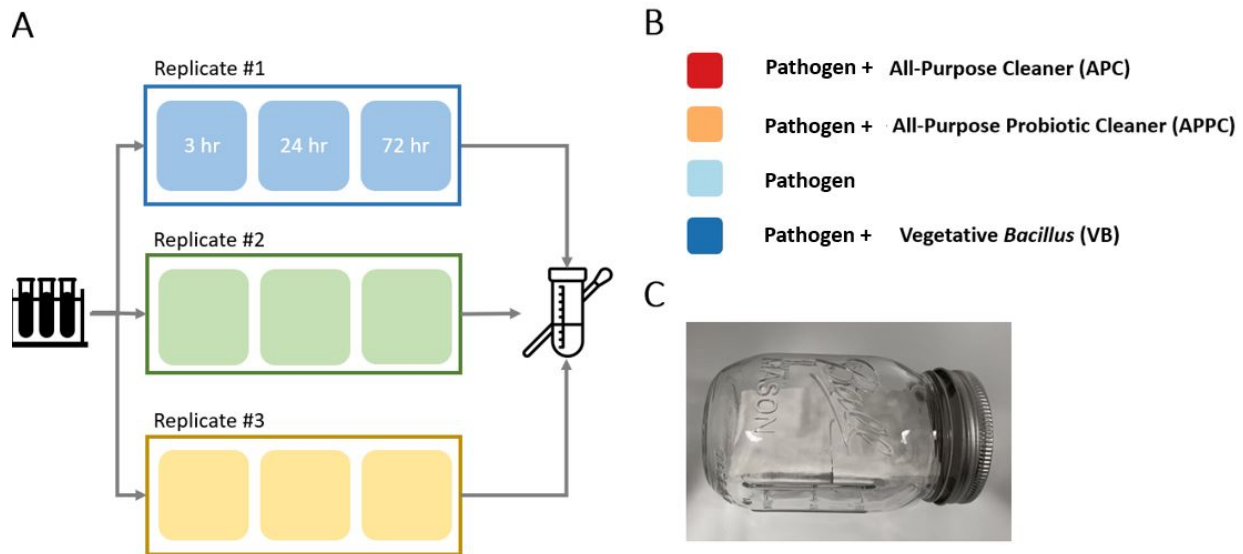 A
Replicate #1
3 hr
24 hr
72 hr
Replicate #2
Replicate #3
B
Pathogen + All-Purpose Cleaner (APC)
Pathogen + All-Purpose Probiotic Cleaner (APPC)
Pathogen
Pathogen + Vegetative Bacillus (VB)
C
MASON